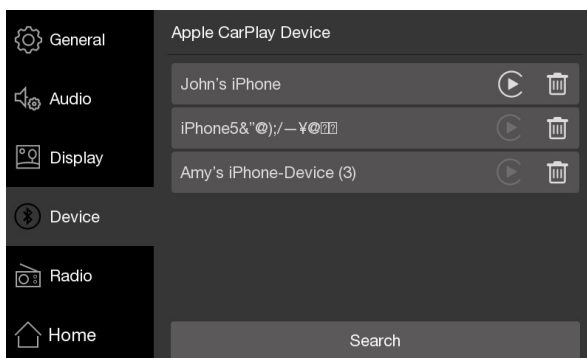 General
Audio
Display
Device
Radio
Home
Apple CarPlay Device
John's iPhone
iPhone5&"@);/—¥@⍰⍰
Amy's iPhone-Device (3)
Search